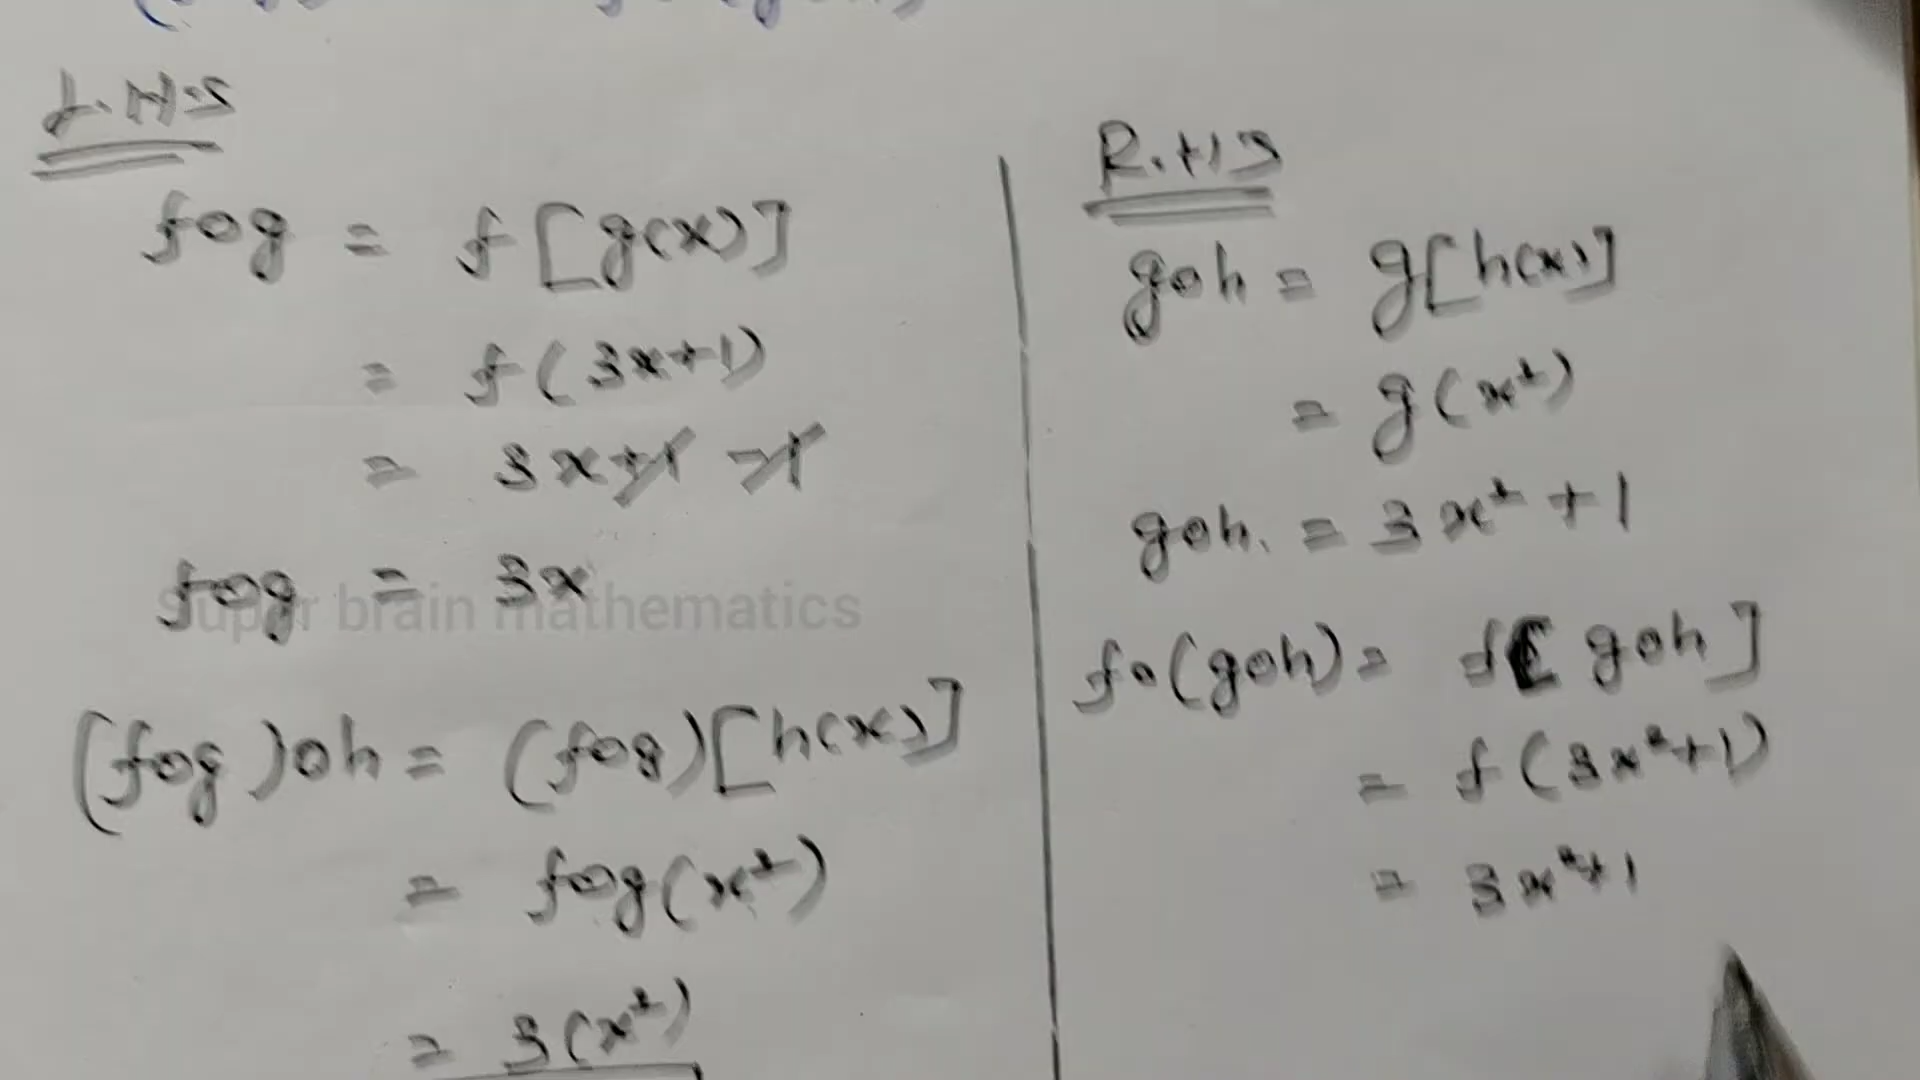 L.H.S
fog = f[g(x)]
= f(3x+1)
= 3x+1 -1
fog = 3x
Super brain mathematics
(fog)oh = (fog)[h(x)]
= fog(x²)
= 3(x²)
R.H.S
goh = g[h(x)]
= g(x²)
goh. = 3x²+1
fo(goh) = f[goh]
= f(3x²+1)
= 3x²+1